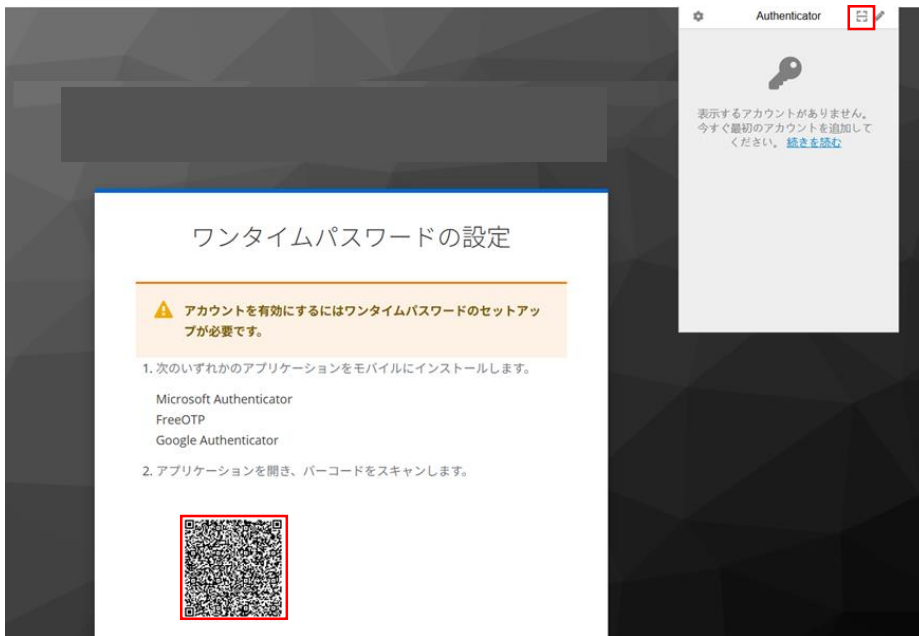 Authenticator
表示するアカウントがありません。
今すぐ最初のアカウントを追加して
ください。 続きを読む
ワンタイムパスワードの設定
アカウントを有効にするにはワンタイムパスワードのセットアッ
プが必要です。
1. 次のいずれかのアプリケーションをモバイルにインストールします。
Microsoft Authenticator
FreeOTP
Google Authenticator
2. アプリケーションを開き、バーコードをスキャンします。